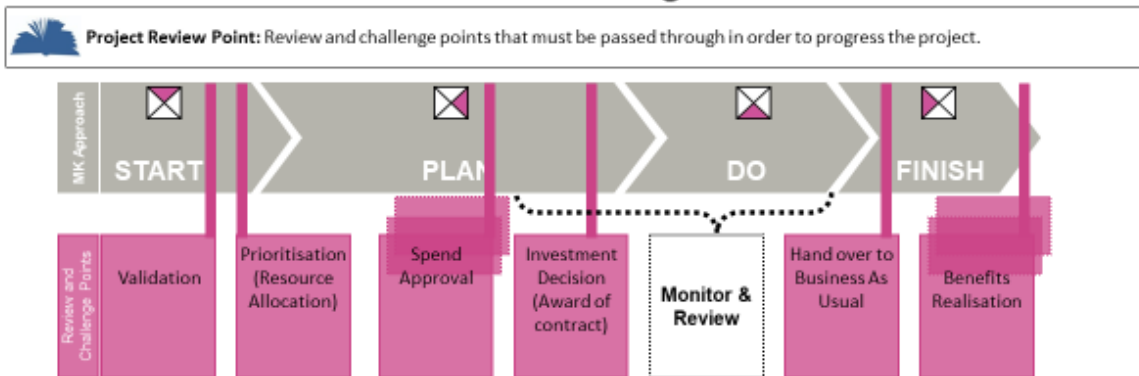 Project Review Point: Review and challenge points that must be passed through in order to progress the project.
MK Approach
START
PLAN
DO
FINISH
Review and
Challenge Points
Validation
Prioritisation
(Resource
Allocation)
Spend
Approval
Investment
Decision
(Award of
contract)
Monitor &
Review
Hand over to
Business As
Usual
Benefits
Realisation